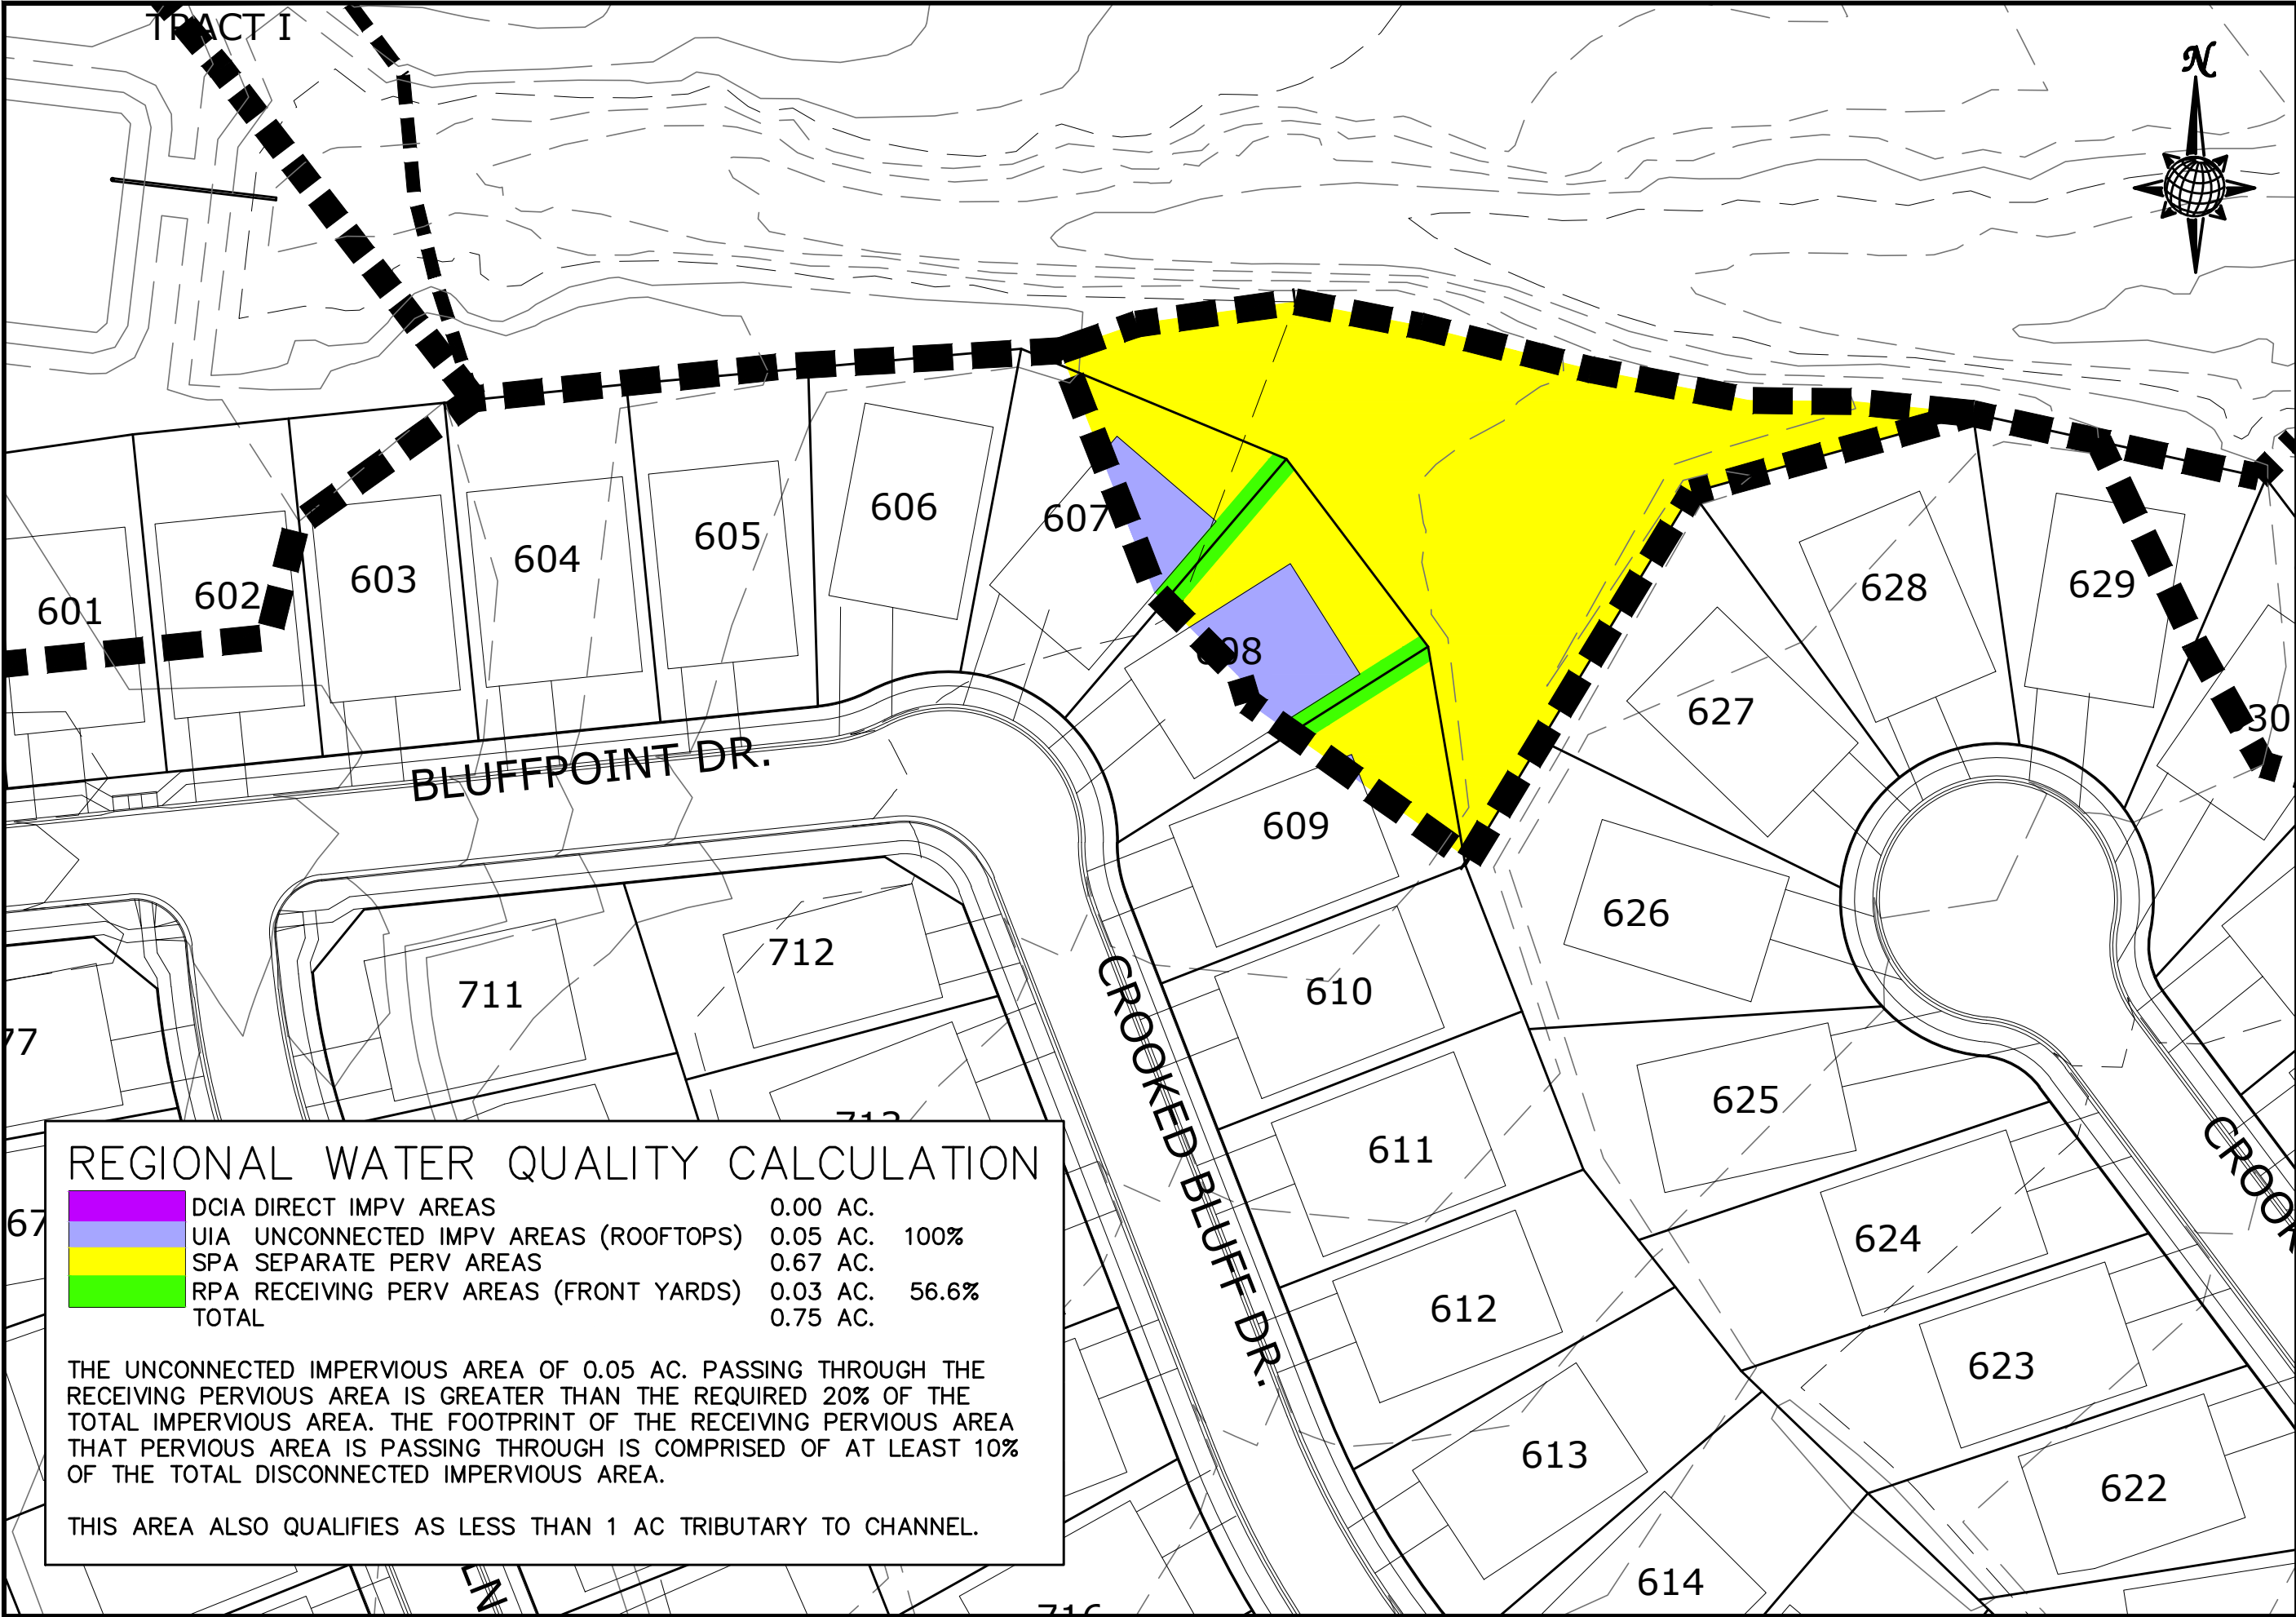 TRACT I
N
601
602
603
604
605
606
607
608
609
610
611
612
613
614
622
623
624
625
626
627
628
629
30
711
712
713
716
77
67
BLUFFPOINT DR.
CROOKED BLUFF DR.
CROOK
LN
REGIONAL WATER QUALITY CALCULATION
DCIA DIRECT IMPV AREAS 0.00 AC.
UIA UNCONNECTED IMPV AREAS (ROOFTOPS) 0.05 AC. 100%
SPA SEPARATE PERV AREAS 0.67 AC.
RPA RECEIVING PERV AREAS (FRONT YARDS) 0.03 AC. 56.6%
TOTAL 0.75 AC.
THE UNCONNECTED IMPERVIOUS AREA OF 0.05 AC. PASSING THROUGH THE
RECEIVING PERVIOUS AREA IS GREATER THAN THE REQUIRED 20% OF THE
TOTAL IMPERVIOUS AREA. THE FOOTPRINT OF THE RECEIVING PERVIOUS AREA
THAT PERVIOUS AREA IS PASSING THROUGH IS COMPRISED OF AT LEAST 10%
OF THE TOTAL DISCONNECTED IMPERVIOUS AREA.
THIS AREA ALSO QUALIFIES AS LESS THAN 1 AC TRIBUTARY TO CHANNEL.